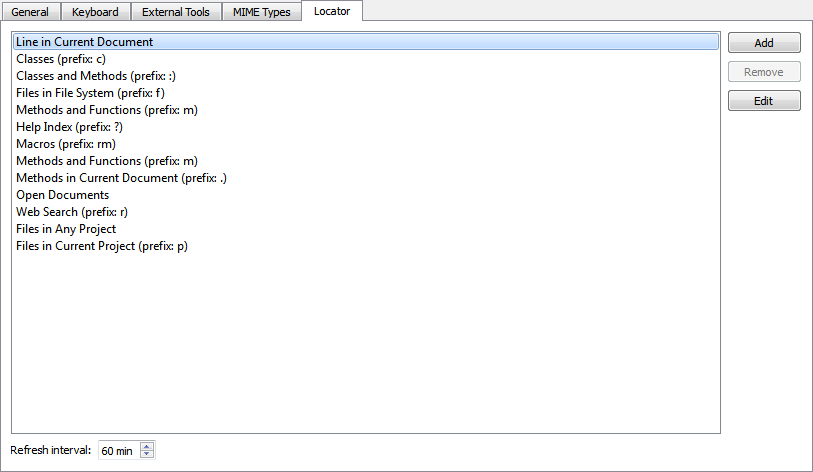 General Keyboard External Tools MIME Types Locator
Line in Current Document Add
Classes (prefix: c)
Classes and Methods (prefix: :) Remove
Files in File System (prefix: f)
Methods and Functions (prefix: m) Edit
Help Index (prefix: ?)
Macros (prefix: rm)
Methods and Functions (prefix: m)
Methods in Current Document (prefix: .)
Open Documents
Web Search (prefix: r)
Files in Any Project
Files in Current Project (prefix: p)
Refresh interval: 60 min